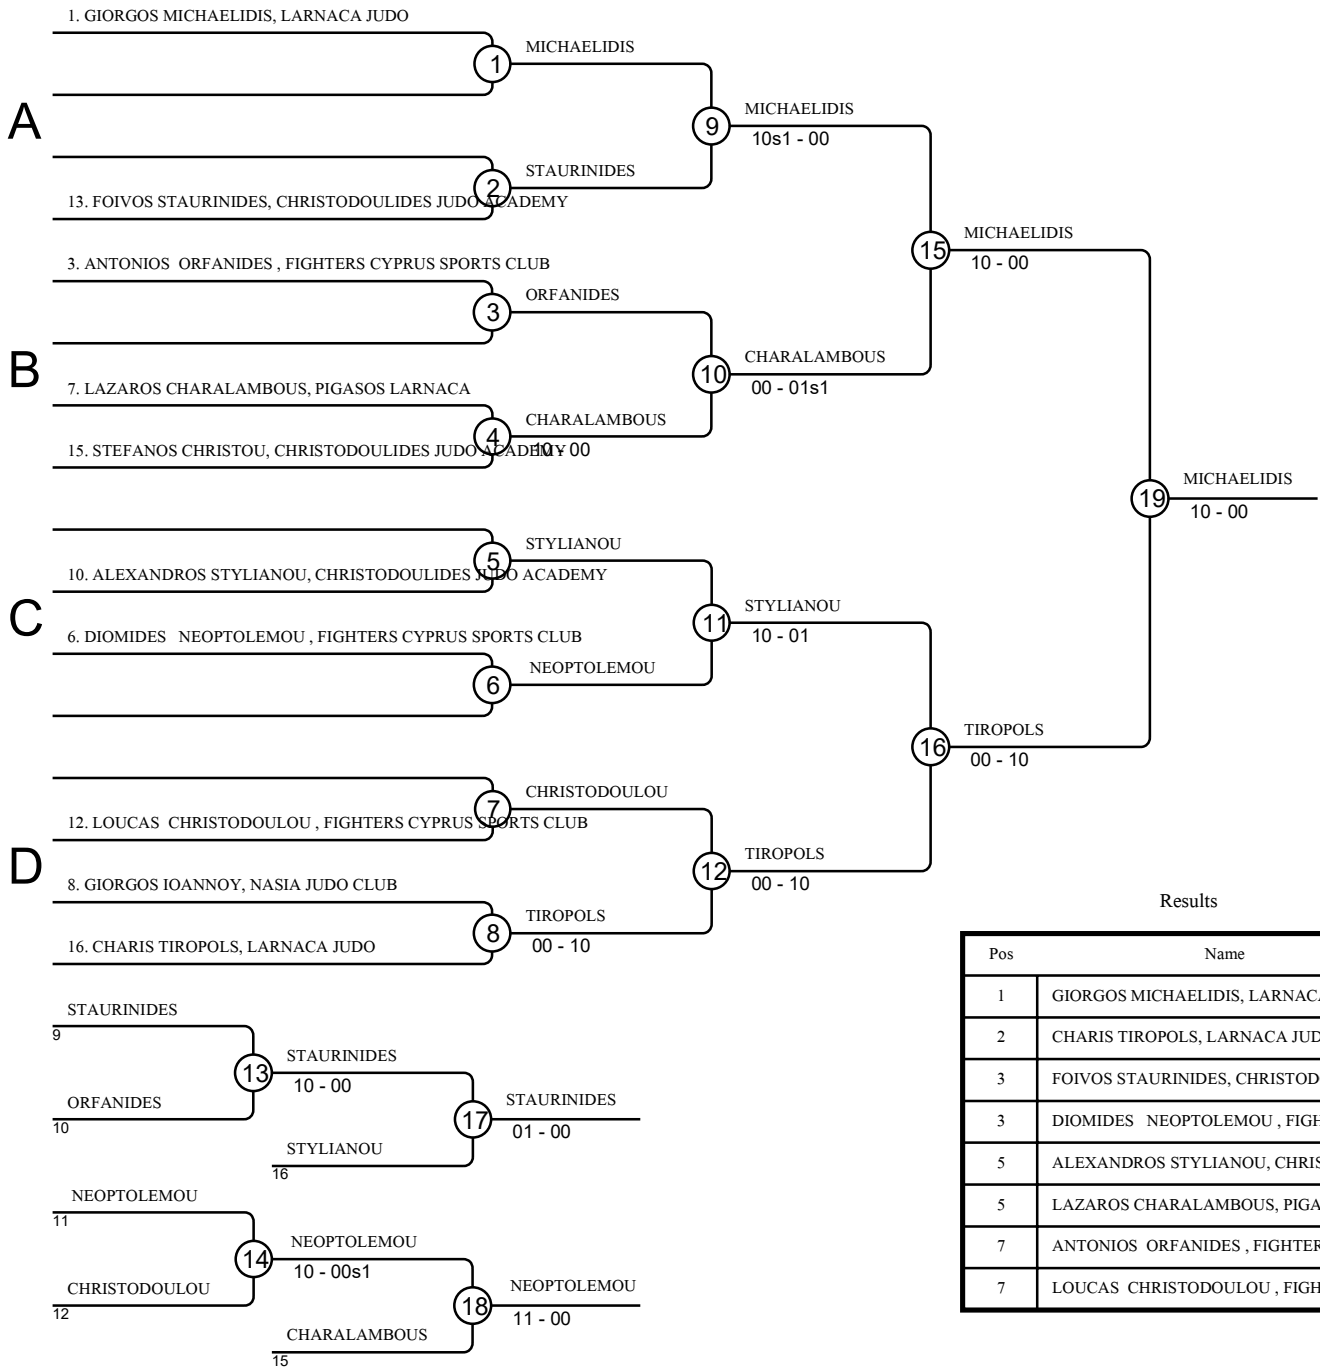 1. GIORGOS MICHAELIDIS, LARNACA JUDO
1
MICHAELIDIS
A
9
MICHAELIDIS
10s1 - 00
2
STAURINIDES
13. FOIVOS STAURINIDES, CHRISTODOULIDES JUDO ACADEMY
15
MICHAELIDIS
10 - 00
3. ANTONIOS ORFANIDES , FIGHTERS CYPRUS SPORTS CLUB
3
ORFANIDES
B
10
CHARALAMBOUS
00 - 01s1
7. LAZAROS CHARALAMBOUS, PIGASOS LARNACA
4
CHARALAMBOUS
10 - 00
15. STEFANOS CHRISTOU, CHRISTODOULIDES JUDO ACADEMY
19
MICHAELIDIS
10 - 00
5
STYLIANOU
10. ALEXANDROS STYLIANOU, CHRISTODOULIDES JUDO ACADEMY
C
11
STYLIANOU
10 - 01
6. DIOMIDES NEOPTOLEMOU , FIGHTERS CYPRUS SPORTS CLUB
6
NEOPTOLEMOU
16
TIROPOLS
00 - 10
7
CHRISTODOULOU
12. LOUCAS CHRISTODOULOU , FIGHTERS CYPRUS SPORTS CLUB
D
12
TIROPOLS
00 - 10
8. GIORGOS IOANNOY, NASIA JUDO CLUB
8
TIROPOLS
00 - 10
16. CHARIS TIROPOLS, LARNACA JUDO
STAURINIDES
9
13
STAURINIDES
10 - 00
ORFANIDES
10
17
STAURINIDES
01 - 00
STYLIANOU
16
NEOPTOLEMOU
11
14
NEOPTOLEMOU
10 - 00s1
CHRISTODOULOU
12
18
NEOPTOLEMOU
11 - 00
CHARALAMBOUS
15
Results
Pos Name
1 GIORGOS MICHAELIDIS,
2 CHARIS TIROPOLS, LARNACA
3 FOIVOS STAURINIDES,
3 DIOMIDES NEOPTOLEMOU ,
5 ALEXANDROS STYLIANOU,
5 LAZAROS CHARALAMBOUS,
7 ANTONIOS ORFANIDES ,
7 LOUCAS CHRISTODOULOU ,